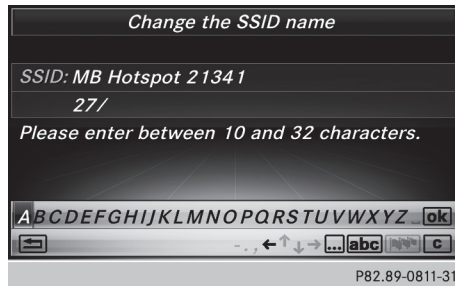 Change the SSID name
SSID: MB Hotspot 21341
27/
Please enter between 10 and 32 characters.
ABCDEFGHIJKLMNOPQRSTUVWXYZ_ ok
-.,←↑↓→ ... abc c
P82.89-0811-31